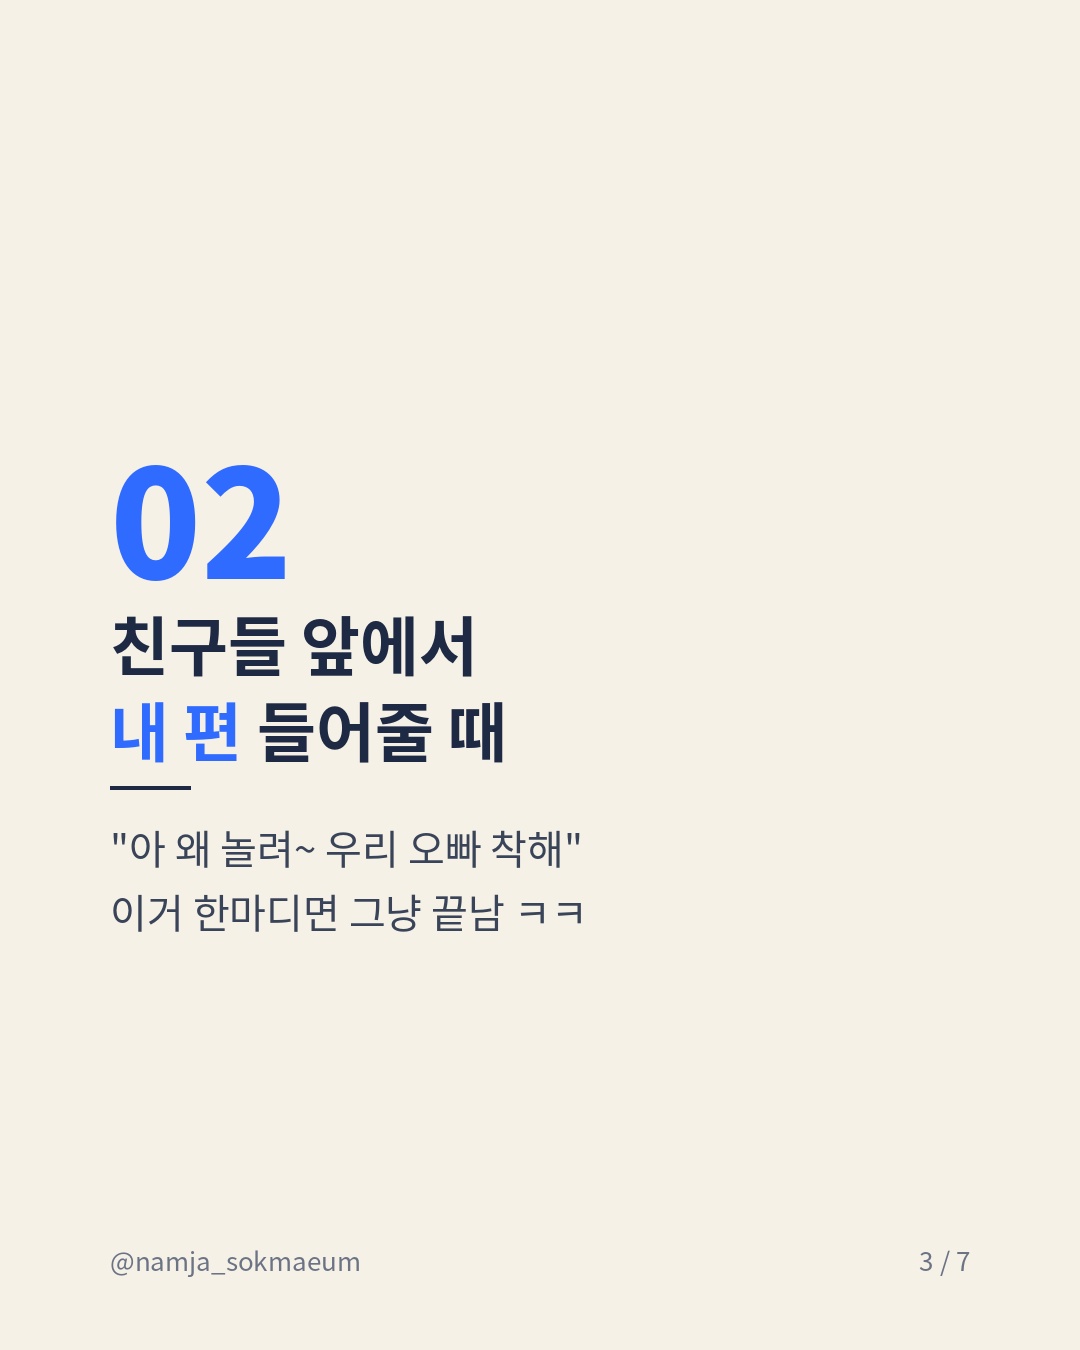 02
친구들 앞에서
내 편 들어줄 때
"아 왜 놀려~ 우리 오빠 착해"
이거 한마디면 그냥 끝남 ㅋㅋ
@namja_sokmaeum
3 / 7